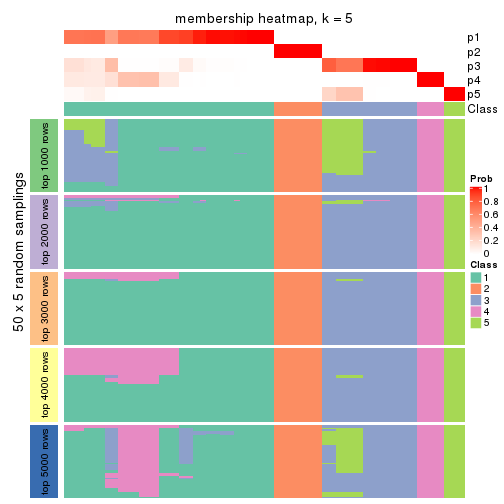 membership heatmap, k = 5
p1
p2
p3
p4
p5
Class
50 x 5 random samplings
top 1000 rows
top 2000 rows
top 3000 rows
top 4000 rows
top 5000 rows
Prob
1
0.8
0.6
0.4
0.2
0
Class
1
2
3
4
5